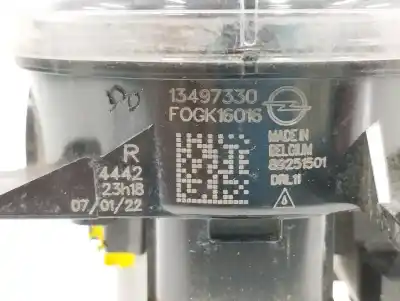 13497330
FOGK16016
MADE IN
BELGIUM
89251501
DRL11
R
4442
23h18
07/01/22